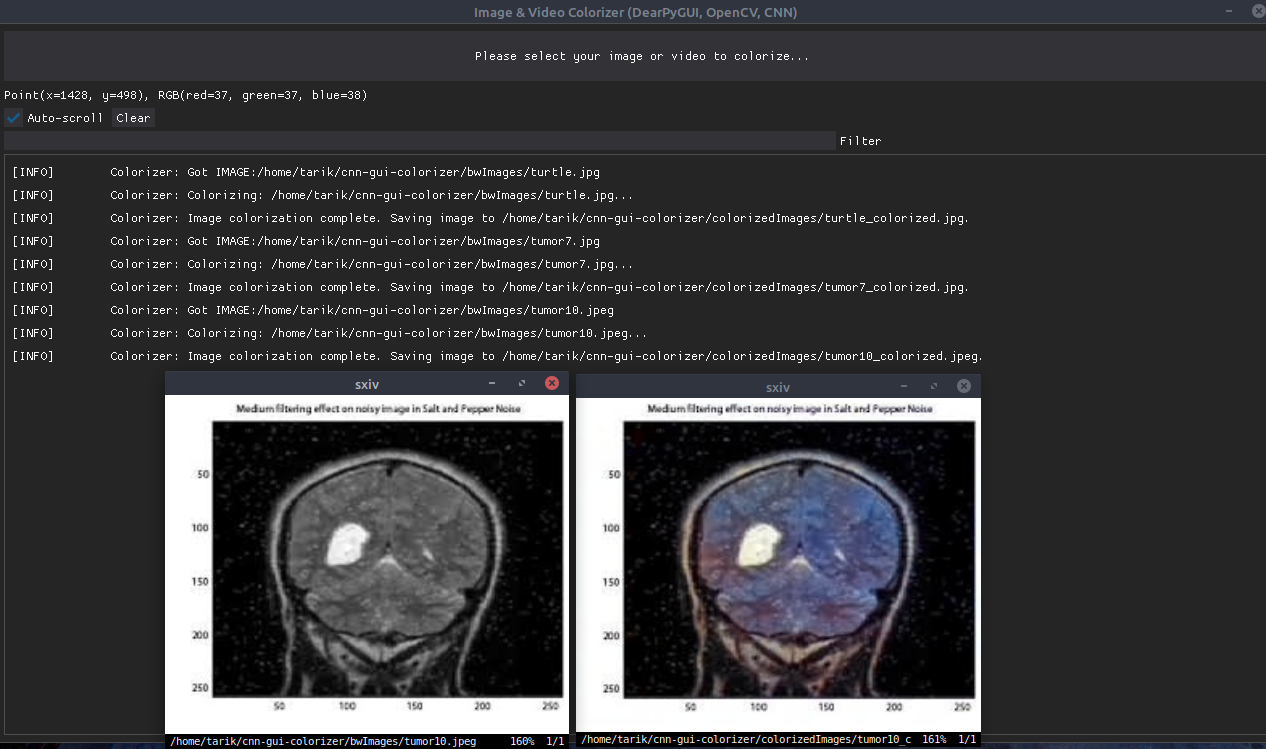 Image & Video Colorizer (DearPyGUI, OpenCV, CNN)
Please select your image or video to colorize...
Point(x=1428, y=498), RGB(red=37, green=37, blue=38)
Auto-scroll Clear
Filter
[INFO] Colorizer: Got IMAGE:/home/tarik/cnn-gui-colorizer/bwImages/turtle.jpg
[INFO] Colorizer: Colorizing: /home/tarik/cnn-gui-colorizer/bwImages/turtle.jpg...
[INFO] Colorizer: Image colorization complete. Saving image to /home/tarik/cnn-gui-colorizer/colorizedImages/turtle_colorized.jpg.
[INFO] Colorizer: Got IMAGE:/home/tarik/cnn-gui-colorizer/bwImages/tumor7.jpg
[INFO] Colorizer: Colorizing: /home/tarik/cnn-gui-colorizer/bwImages/tumor7.jpg...
[INFO] Colorizer: Image colorization complete. Saving image to /home/tarik/cnn-gui-colorizer/colorizedImages/tumor7_colorized.jpg.
[INFO] Colorizer: Got IMAGE:/home/tarik/cnn-gui-colorizer/bwImages/tumor10.jpeg
[INFO] Colorizer: Colorizing: /home/tarik/cnn-gui-colorizer/bwImages/tumor10.jpeg...
[INFO] Colorizer: Image colorization complete. Saving image to /home/tarik/cnn-gui-colorizer/colorizedImages/tumor10_colorized.jpeg.
sxiv
Medium filtering effect on noisy image in Salt and Pepper Noise
50
100
150
200
250
50 100 150 200 250
/home/tarik/cnn-gui-colorizer/bwImages/tumor10.jpeg 160% 1/1
sxiv
Medium filtering effect on noisy image in Salt and Pepper Noise
50
100
150
200
250
50 100 150 200 250
/home/tarik/cnn-gui-colorizer/colorizedImages/tumor10_c 161% 1/1